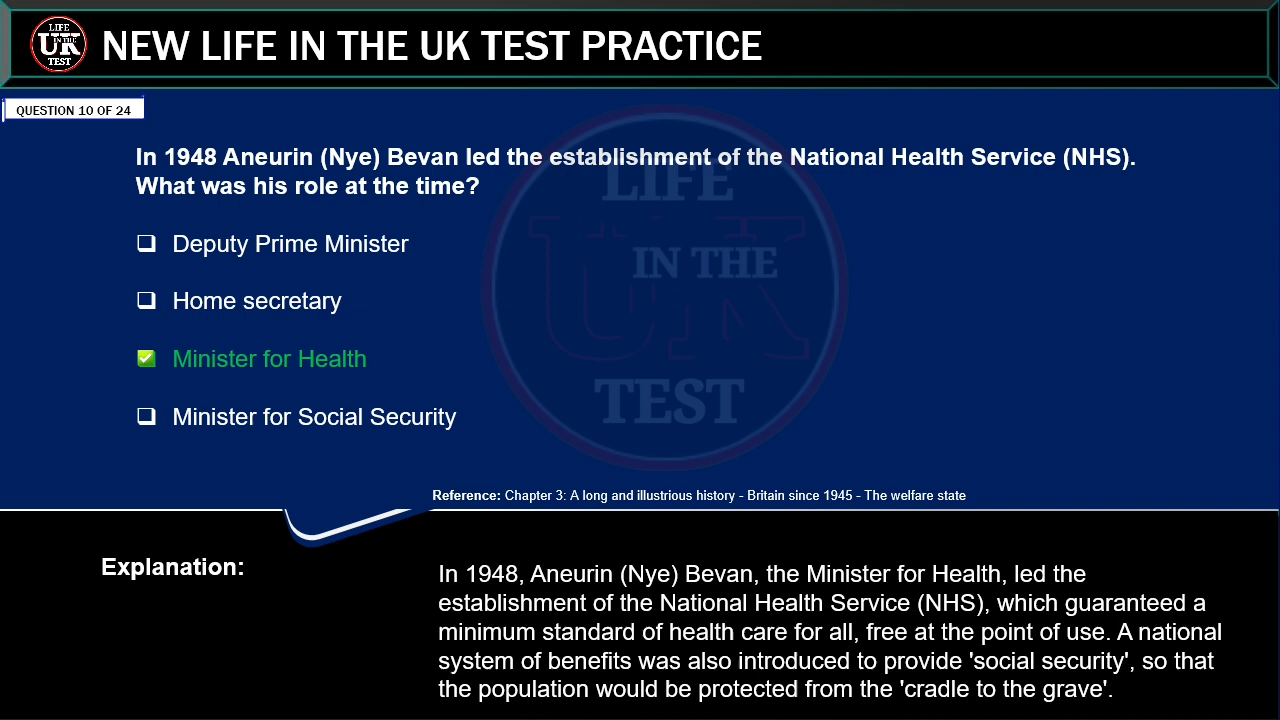 LIFE
UK
IN THE
TEST
NEW LIFE IN THE UK TEST PRACTICE
QUESTION 10 OF 24
In 1948 Aneurin (Nye) Bevan led the establishment of the National Health Service (NHS).
What was his role at the time?
Deputy Prime Minister
Home secretary
Minister for Health
Minister for Social Security
LIFE
UK
IN THE
TEST
Reference: Chapter 3: A long and illustrious history - Britain since 1945 - The welfare state
Explanation:
In 1948, Aneurin (Nye) Bevan, the Minister for Health, led the
establishment of the National Health Service (NHS), which guaranteed a
minimum standard of health care for all, free at the point of use. A national
system of benefits was also introduced to provide 'social security', so that
the population would be protected from the 'cradle to the grave'.